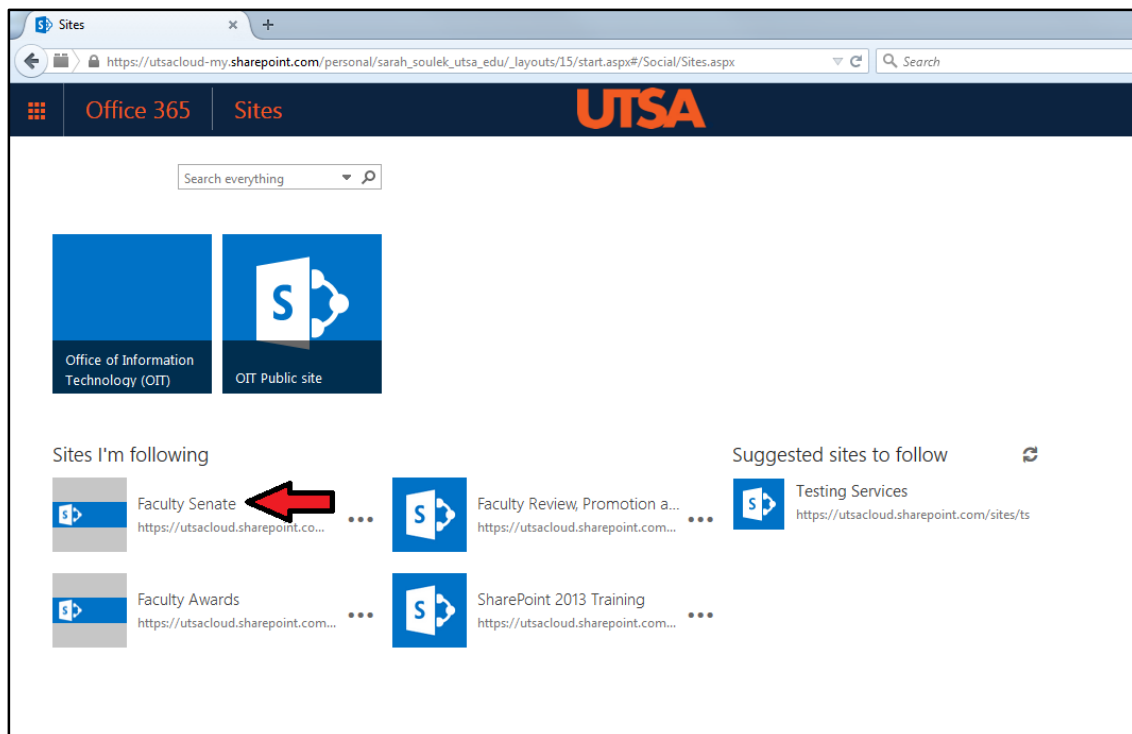 Sites
https://utsacloud-my.sharepoint.com/personal/sarah_soulek_utsa_edu/_layouts/15/start.aspx#/Social/Sites.aspx
Search
Office 365
Sites
UTSA
Search everything
S
Office of Information
Technology (OIT)
OIT Public site
Sites I'm following
Suggested sites to follow
S
Faculty Senate
https://utsacloud.sharepoint.co...
S
Faculty Review, Promotion a...
https://utsacloud.sharepoint.com...
S
Testing Services
https://utsacloud.sharepoint.com/sites/ts
S
Faculty Awards
https://utsacloud.sharepoint.com...
S
SharePoint 2013 Training
https://utsacloud.sharepoint.com...